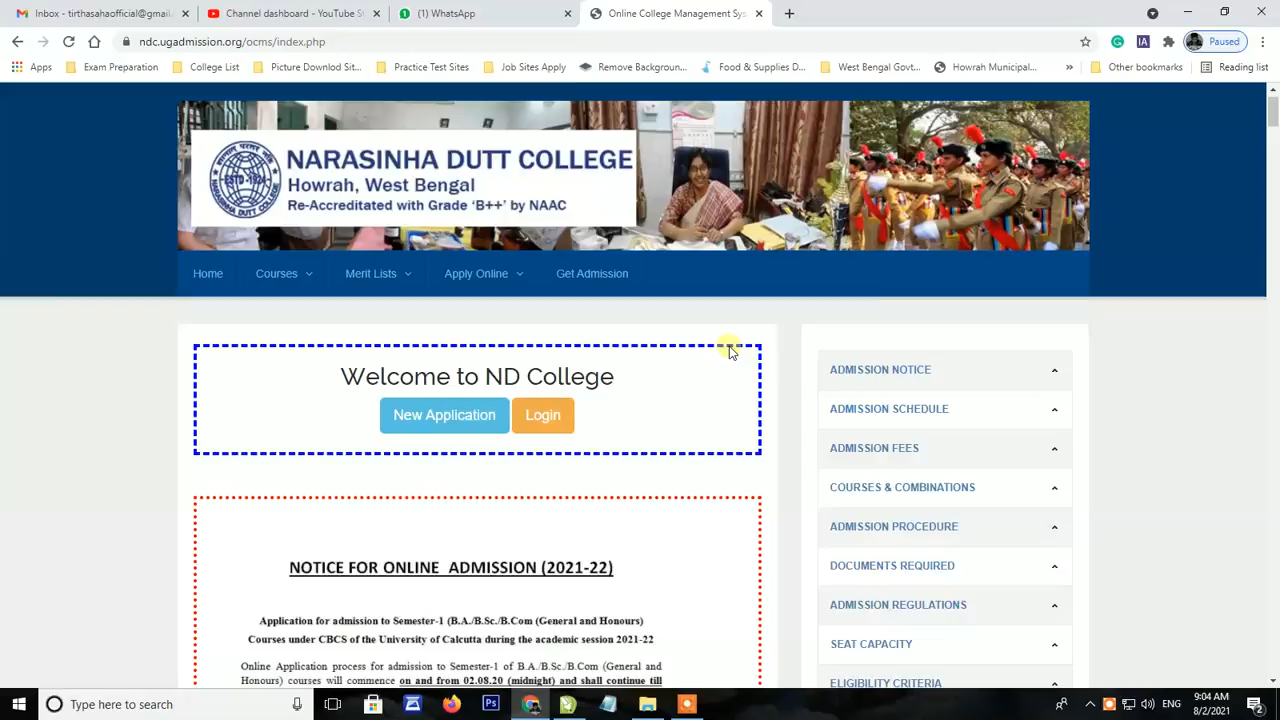 Inbox - tirthasahaofficial@gmail.c
Channel dashboard - YouTube St
(1) WhatsApp
Online College Management Sys
ndc.ugadmission.org/ocms/index.php
Paused
Apps
Exam Preparation
College List
Picture Downlod Sit...
Practice Test Sites
Job Sites Apply
Remove Backgroun...
Food & Supplies D...
West Bengal Govt...
Howrah Municipal...
»
Other bookmarks
Reading list
NARASINHA DUTT COLLEGE
Howrah, West Bengal
Re-Accredited with Grade 'B++' by NAAC
Home
Courses
Merit Lists
Apply Online
Get Admission
Welcome to ND College
New Application
Login
NOTICE FOR ONLINE ADMISSION (2021-22)
Application for admission to Semester-1 (B.A./B.Sc./B.Com (General and Honours)
Courses under CBCS of the University of Calcutta during the academic session 2021-22
Online Application process for admission to Semester-1 of B.A./B.Sc./B.Com (General and
Honours) courses will commence on and from 02.08.20 (midnight) and shall continue till
ADMISSION NOTICE
ADMISSION SCHEDULE
ADMISSION FEES
COURSES & COMBINATIONS
ADMISSION PROCEDURE
DOCUMENTS REQUIRED
ADMISSION REGULATIONS
SEAT CAPACITY
ELIGIBILITY CRITERIA
Type here to search
ENG
9:04 AM
8/2/2021